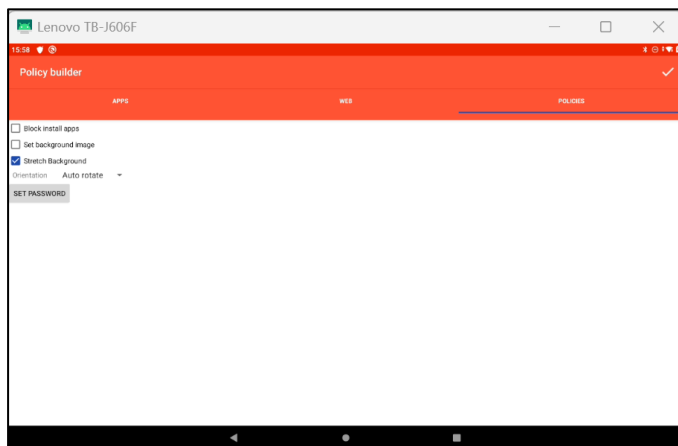 Lenovo TB-J606F
15:58
Policy builder
APPS WEB POLICIES
Block install apps
Set background image
Stretch Background
Orientation Auto rotate
SET PASSWORD